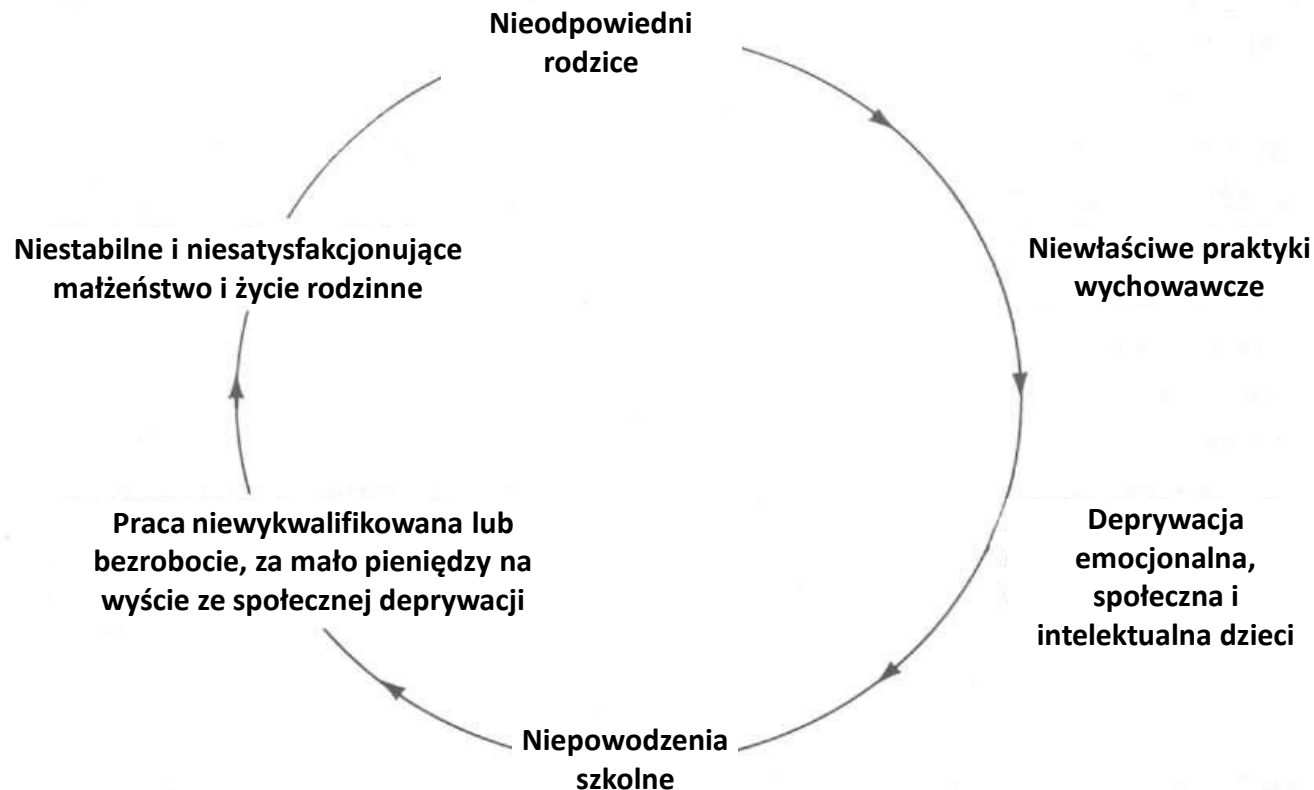 Nieodpowiedni
rodzice
Niewłaściwe praktyki
wychowawcze
Deprywacja
emocjonalna,
społeczna i
intelektualna dzieci
Niepowodzenia
szkolne
Praca niewykwalifikowana lub
bezrobocie, za mało pieniędzy na
wyście ze społecznej deprywacji
Niestabilne i niesatysfakcjonujące
małżeństwo i życie rodzinne